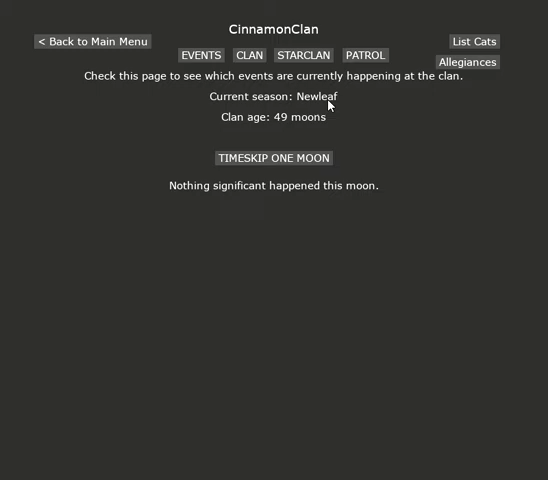 CinnamonClan
< Back to Main Menu
List Cats
EVENTS CLAN STARCLAN PATROL
Allegiances
Check this page to see which events are currently happening at the clan.
Current season: Newleaf
Clan age: 49 moons
TIMESKIP ONE MOON
Nothing significant happened this moon.